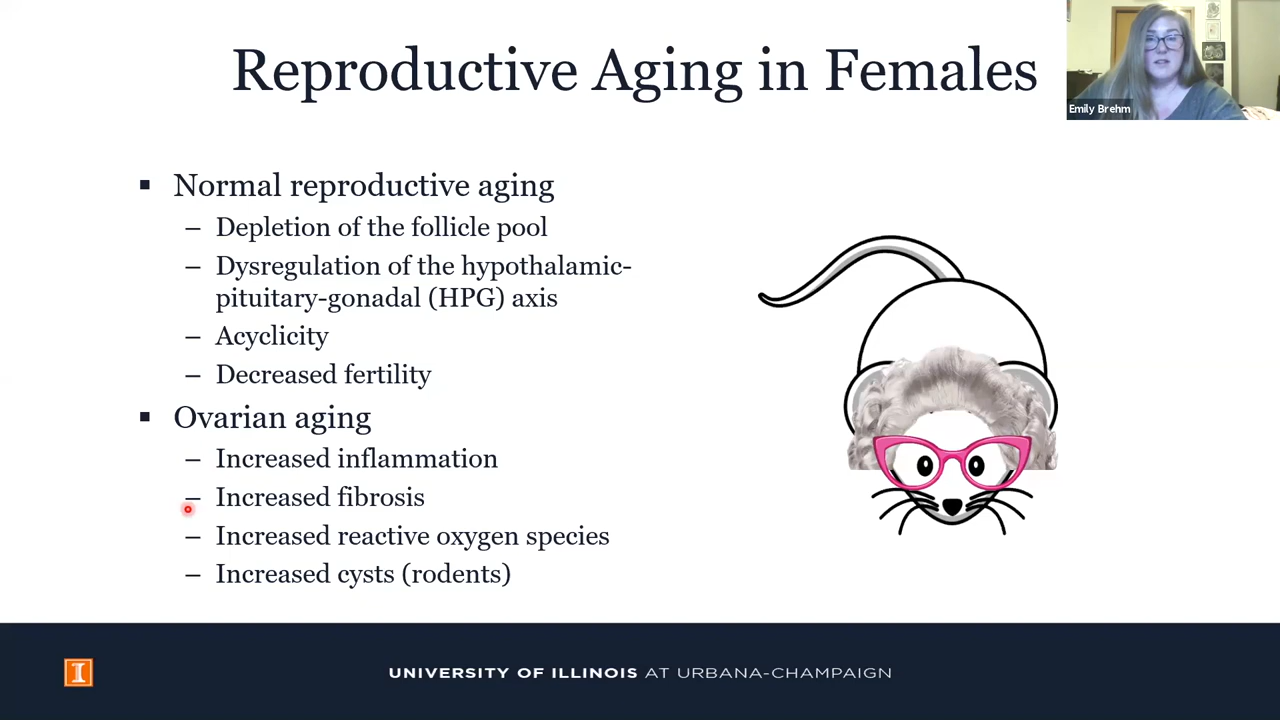 Reproductive Aging in Females
Emily Brehm
▪ Normal reproductive aging
– Depletion of the follicle pool
– Dysregulation of the hypothalamic-
pituitary-gonadal (HPG) axis
– Acyclicity
– Decreased fertility
▪ Ovarian aging
– Increased inflammation
– Increased fibrosis
– Increased reactive oxygen species
– Increased cysts (rodents)
I
UNIVERSITY OF ILLINOIS AT URBANA-CHAMPAIGN